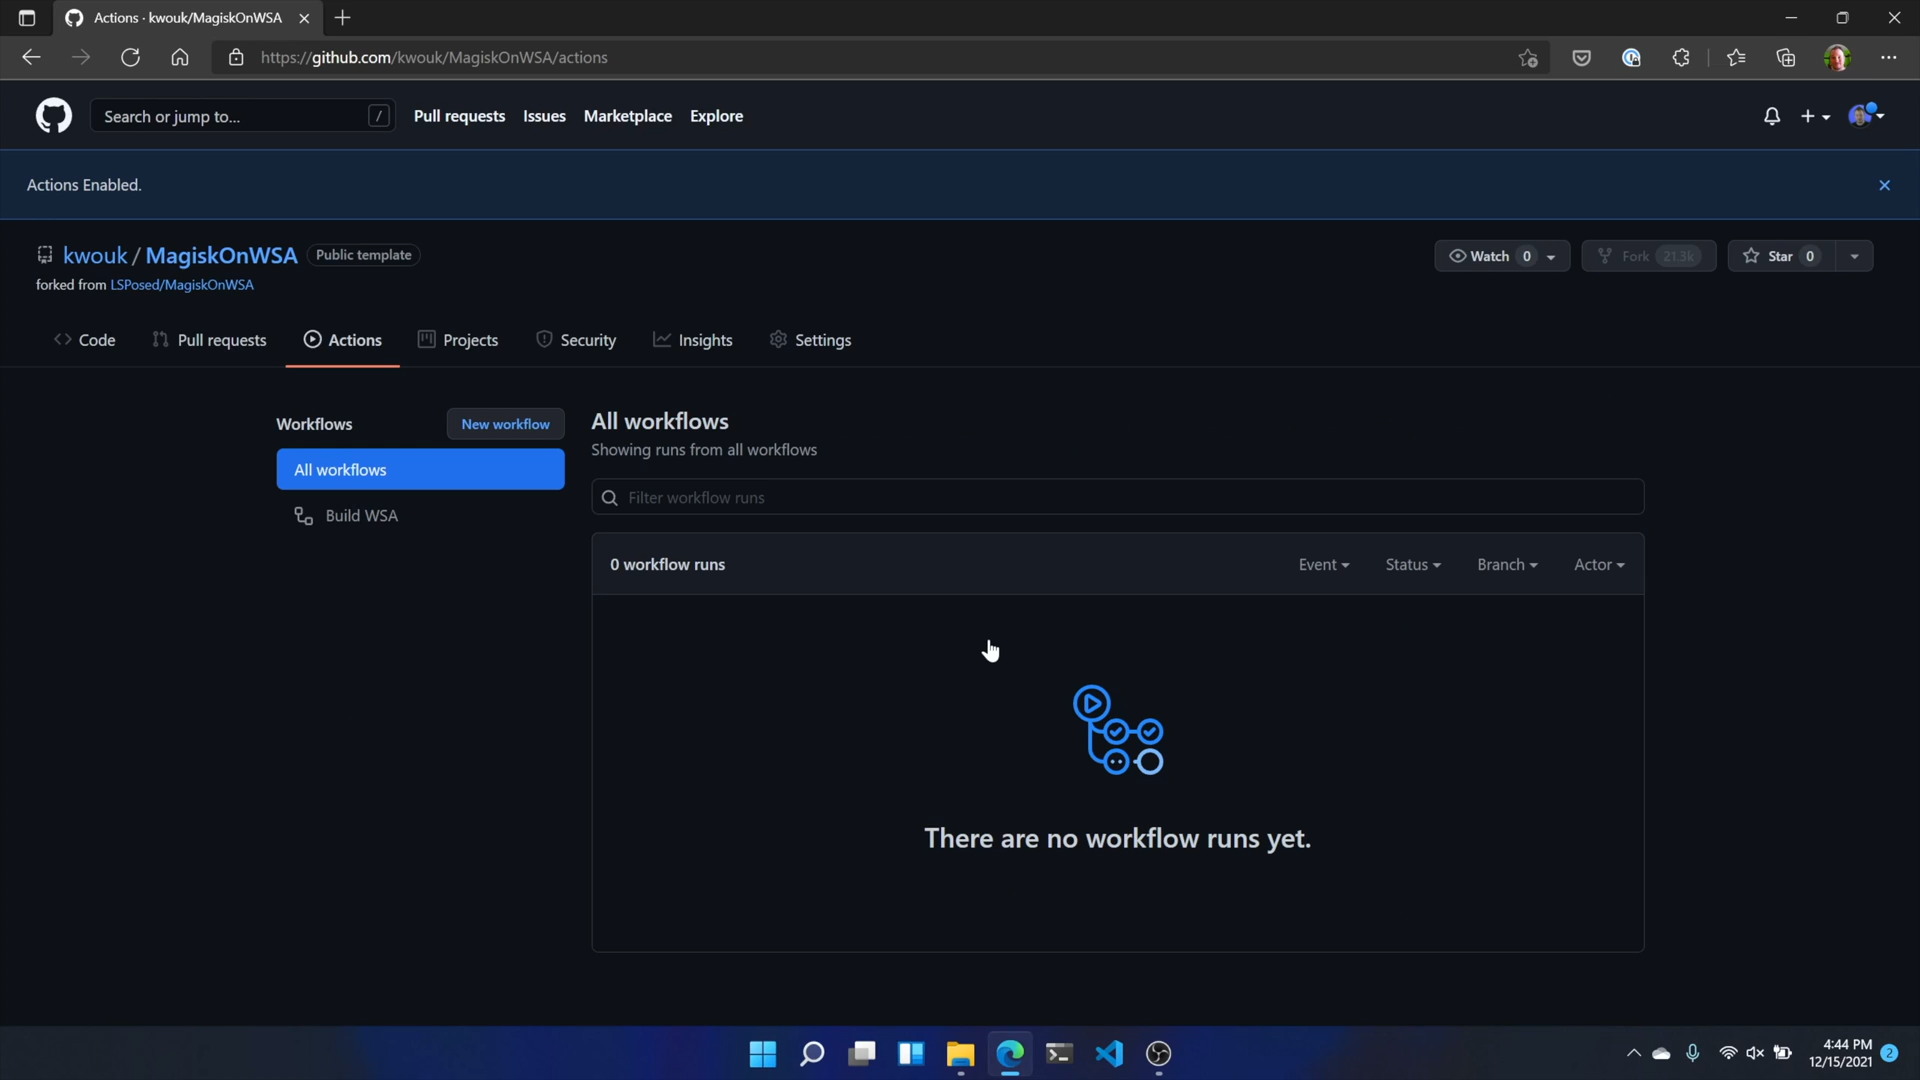 Actions · kwouk/MagiskOnWSA
https://github.com/kwouk/MagiskOnWSA/actions
Search or jump to... /
Pull requests
Issues
Marketplace
Explore
Actions Enabled.
kwouk / MagiskOnWSA
Public template
Watch 0
Fork 21.3k
Star 0
forked from LSPosed/MagiskOnWSA
Code
Pull requests
Actions
Projects
Security
Insights
Settings
Workflows
New workflow
All workflows
Build WSA
All workflows
Showing runs from all workflows
Filter workflow runs
0 workflow runs
Event
Status
Branch
Actor
There are no workflow runs yet.
4:44 PM
12/15/2021
2